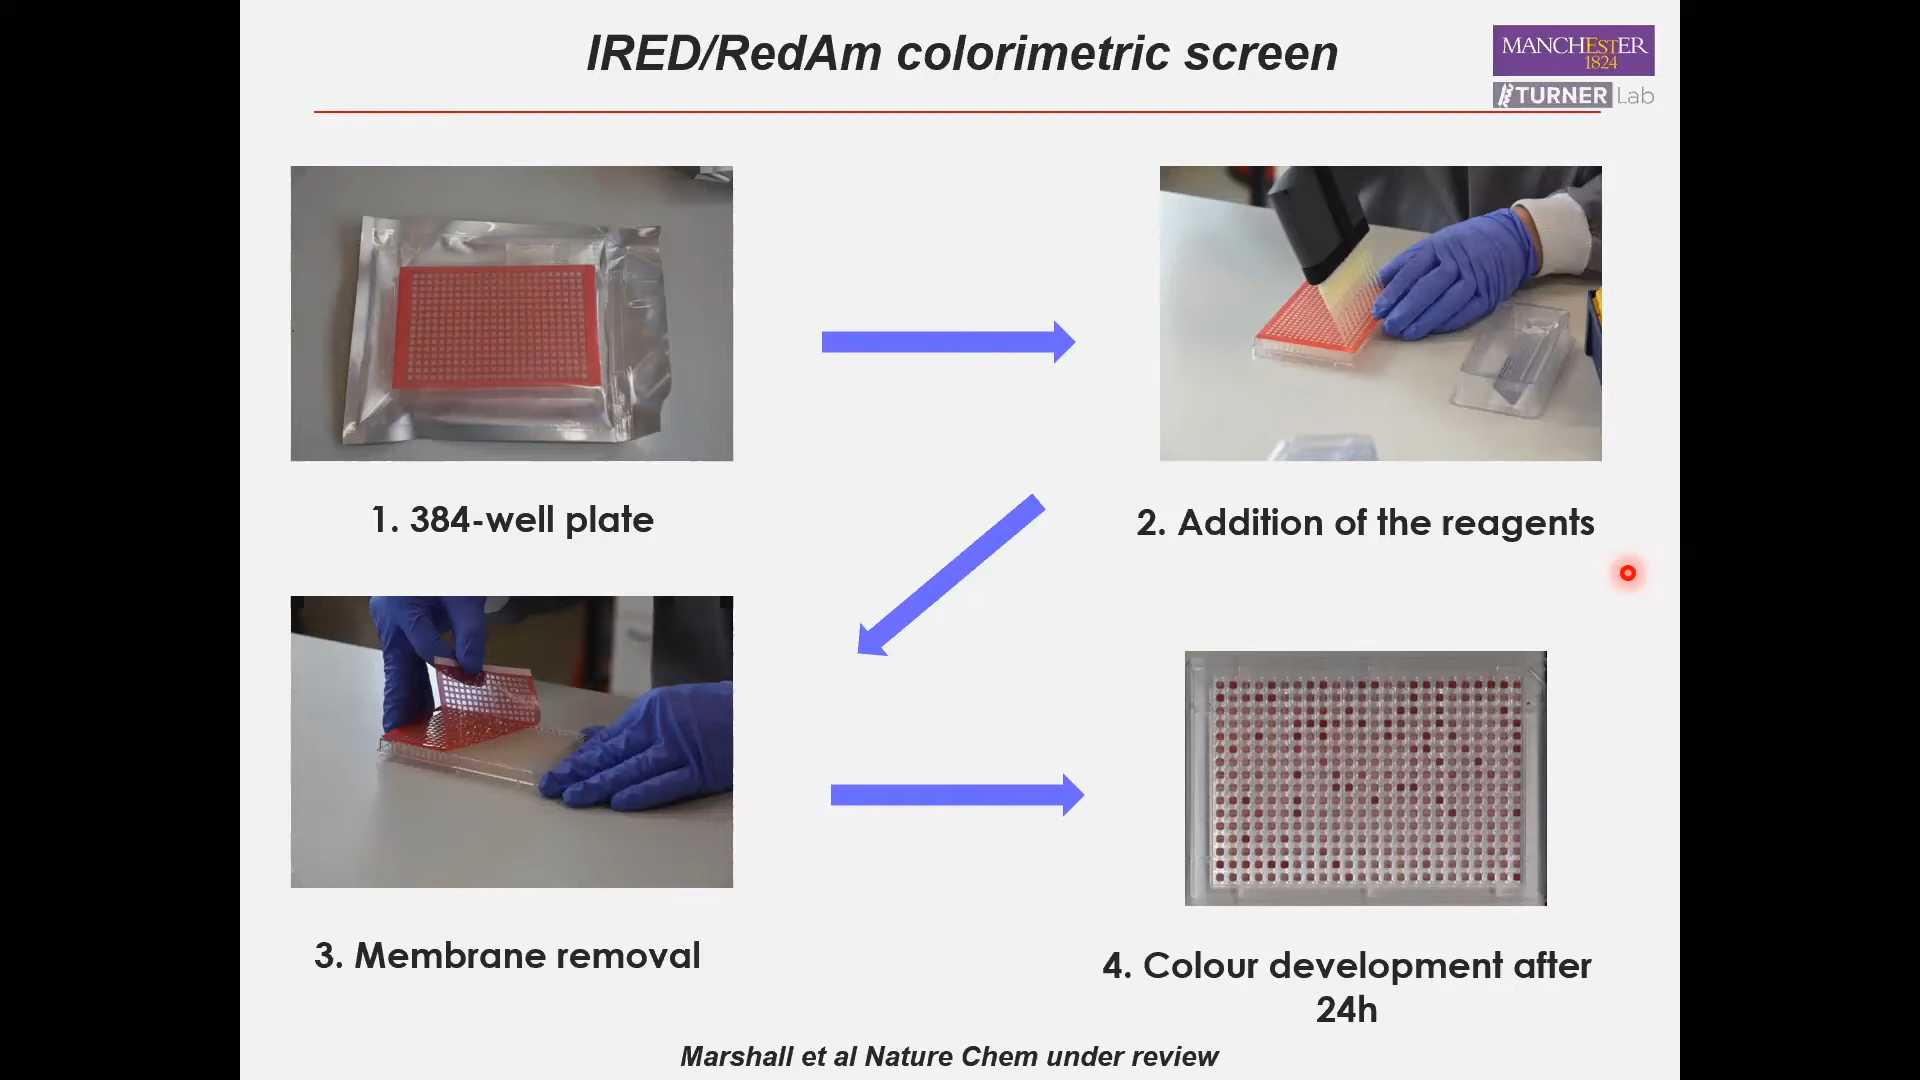 IRED/RedAm colorimetric screen
MANCHESTER
1824
TURNER Lab
1. 384-well plate
2. Addition of the reagents
3. Membrane removal
4. Colour development after
24h
Marshall et al Nature Chem under review